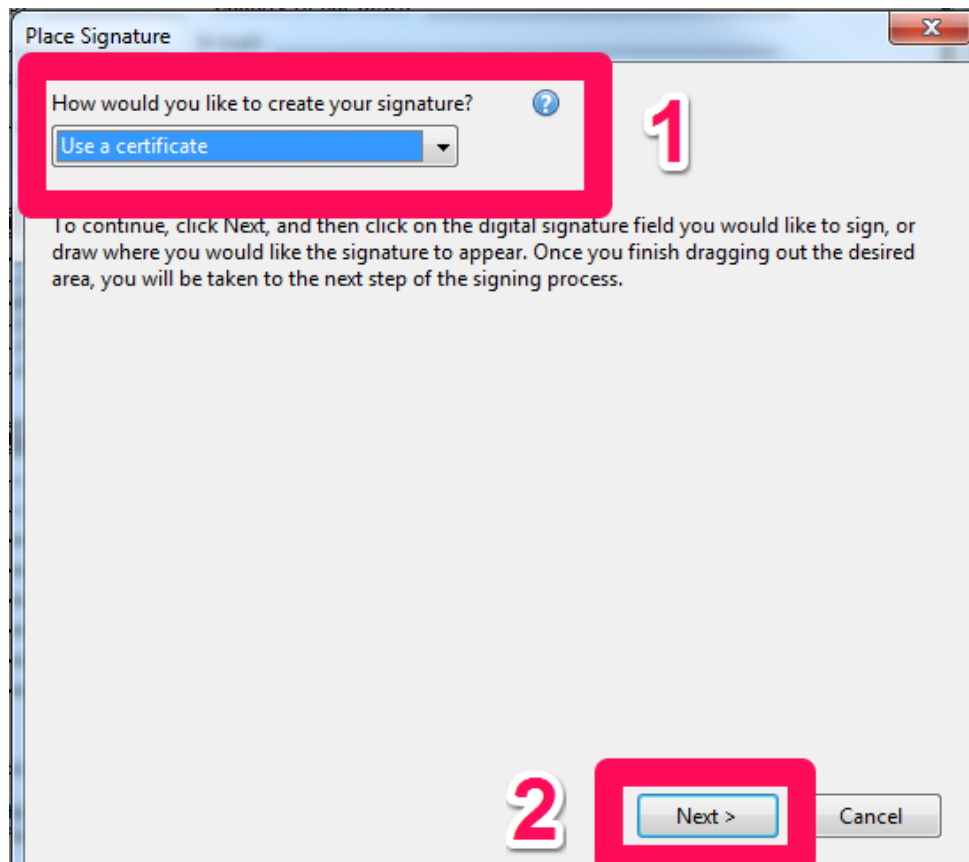 Place Signature
X
How would you like to create your signature?
?
1
Use a certificate
To continue, click Next, and then click on the digital signature field you would like to sign, or
draw where you would like the signature to appear. Once you finish dragging out the desired
area, you will be taken to the next step of the signing process.
2
Next >
Cancel